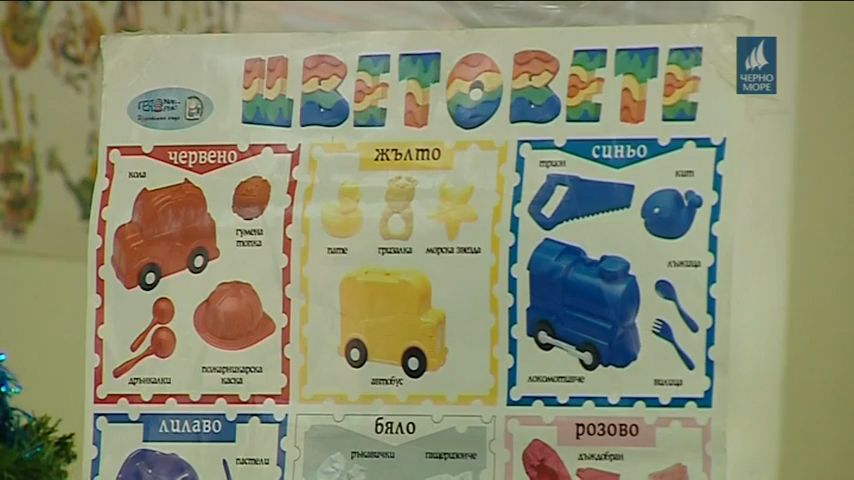 ЦВЕТОВЕТЕ
ЧЕРНО
МОРЕ
червено
кола
гумена
топка
дрънкалки
пожарникарска
каска
жълто
пате
гризалка
морска звезда
автобус
синьо
трион
кит
лъжица
локомотивче
вилица
лилаво
пастели
бяло
ръкавички
гащеризонче
розово
дъждобран